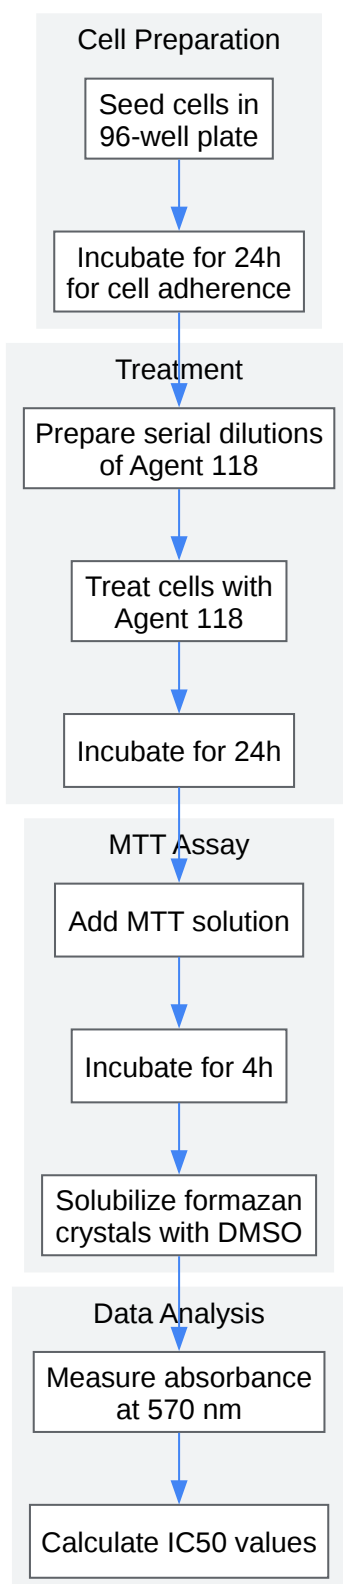 Cell Preparation
Seed cells in
96-well plate
Incubate for 24h
for cell adherence
Treatment
Prepare serial dilutions
of Agent 118
Treat cells with
Agent 118
Incubate for 24h
MTT Assay
Add MTT solution
Incubate for 4h
Solubilize formazan
crystals with DMSO
Data Analysis
Measure absorbance
at 570 nm
Calculate IC50 values